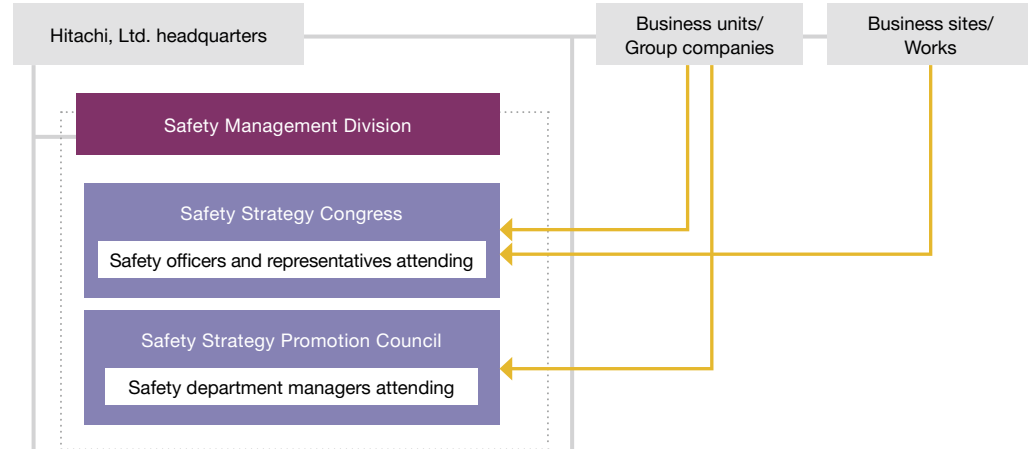 Hitachi, Ltd. headquarters
Business units/
Group companies
Business sites/
Works
Safety Management Division
Safety Strategy Congress
Safety officers and representatives attending
Safety Strategy Promotion Council
Safety department managers attending